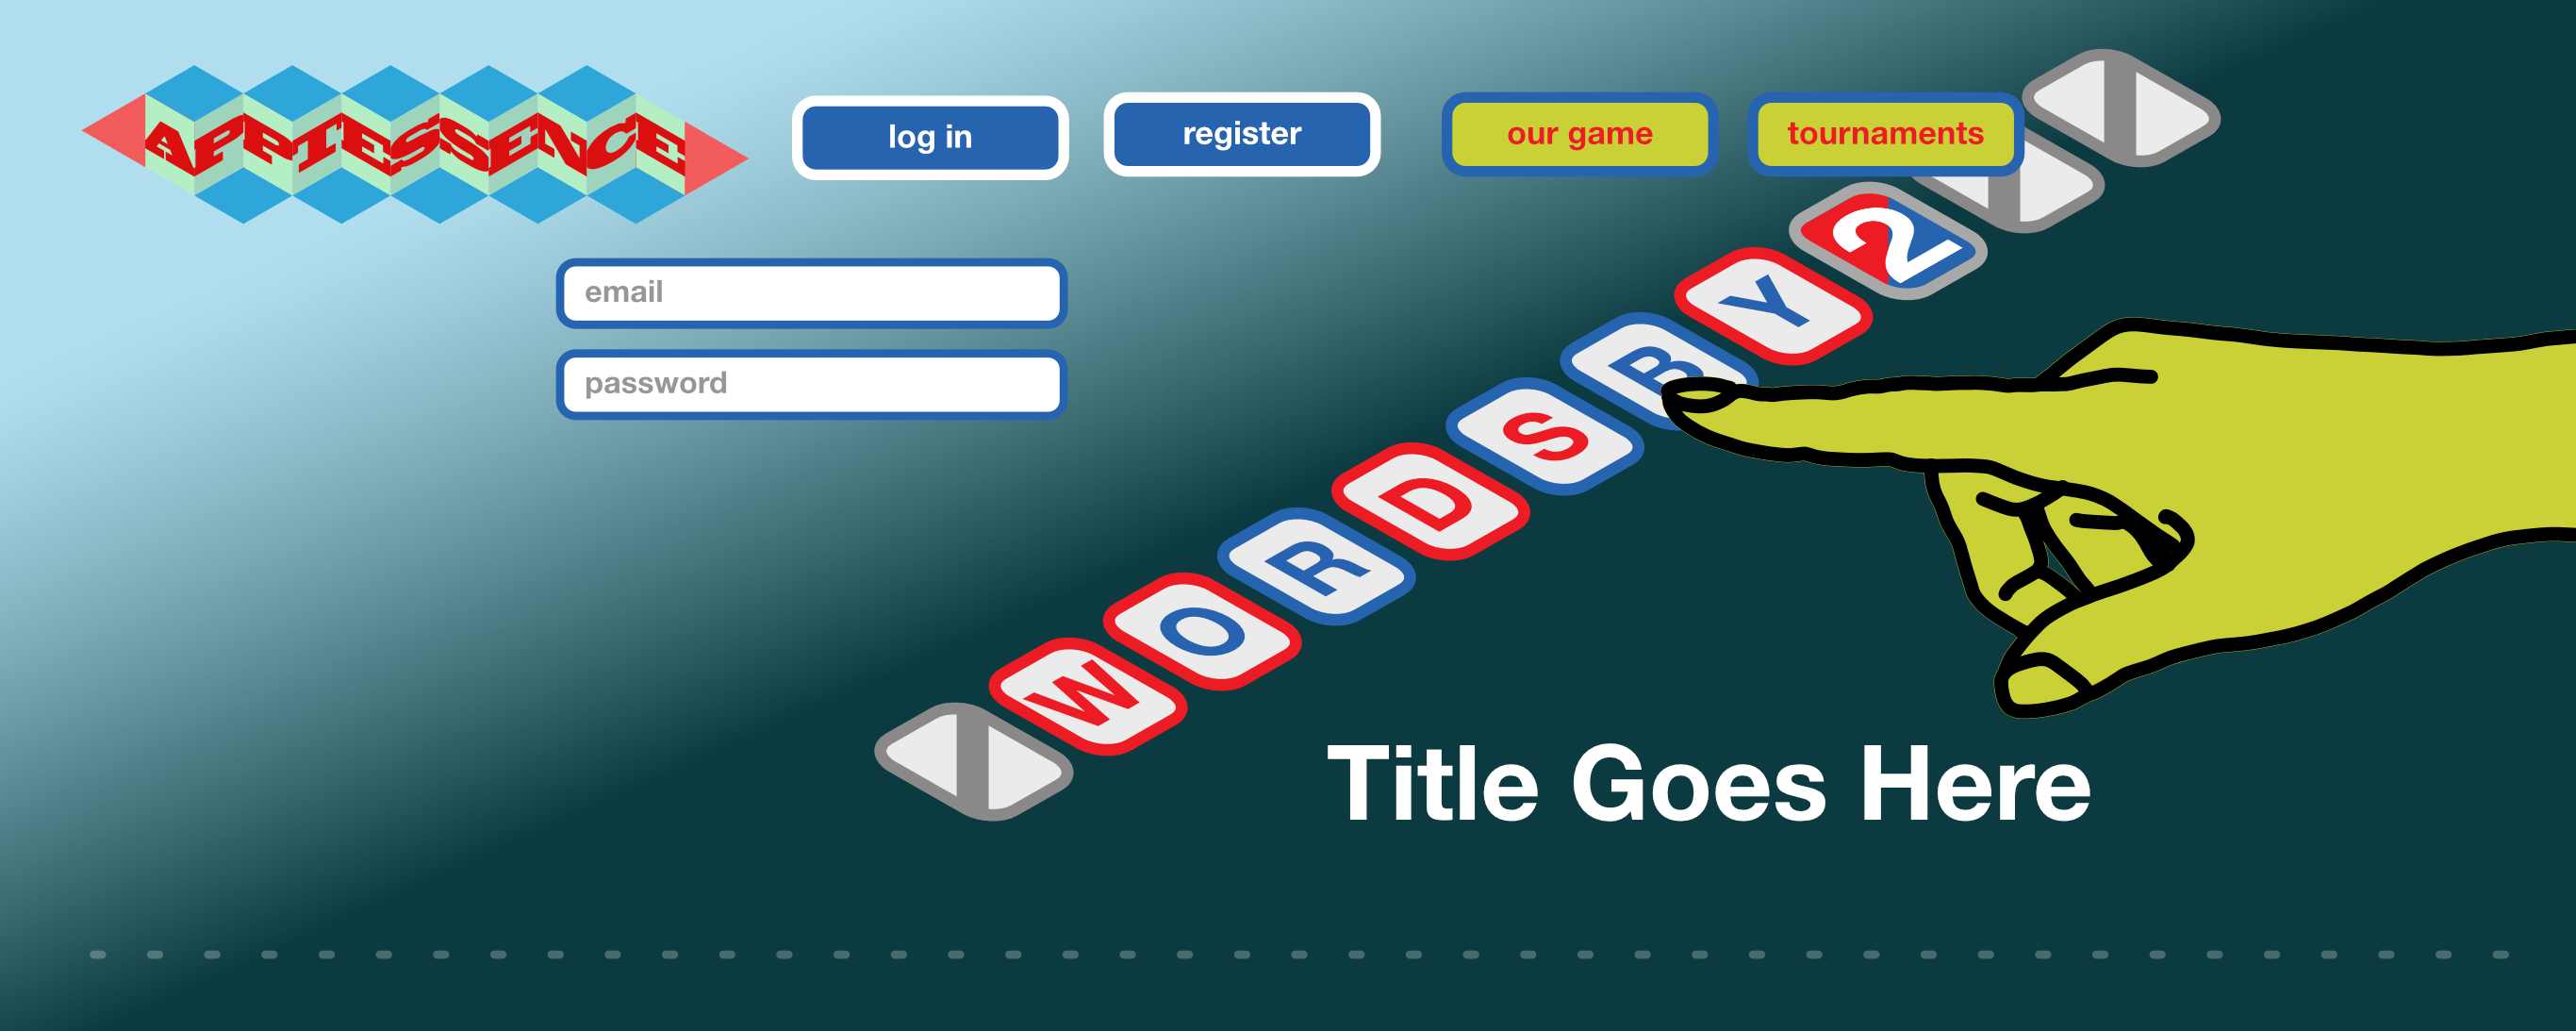 APPTESSENCE
log in
register
our game
tournaments
email
password
WORDSBY2
Title Goes Here